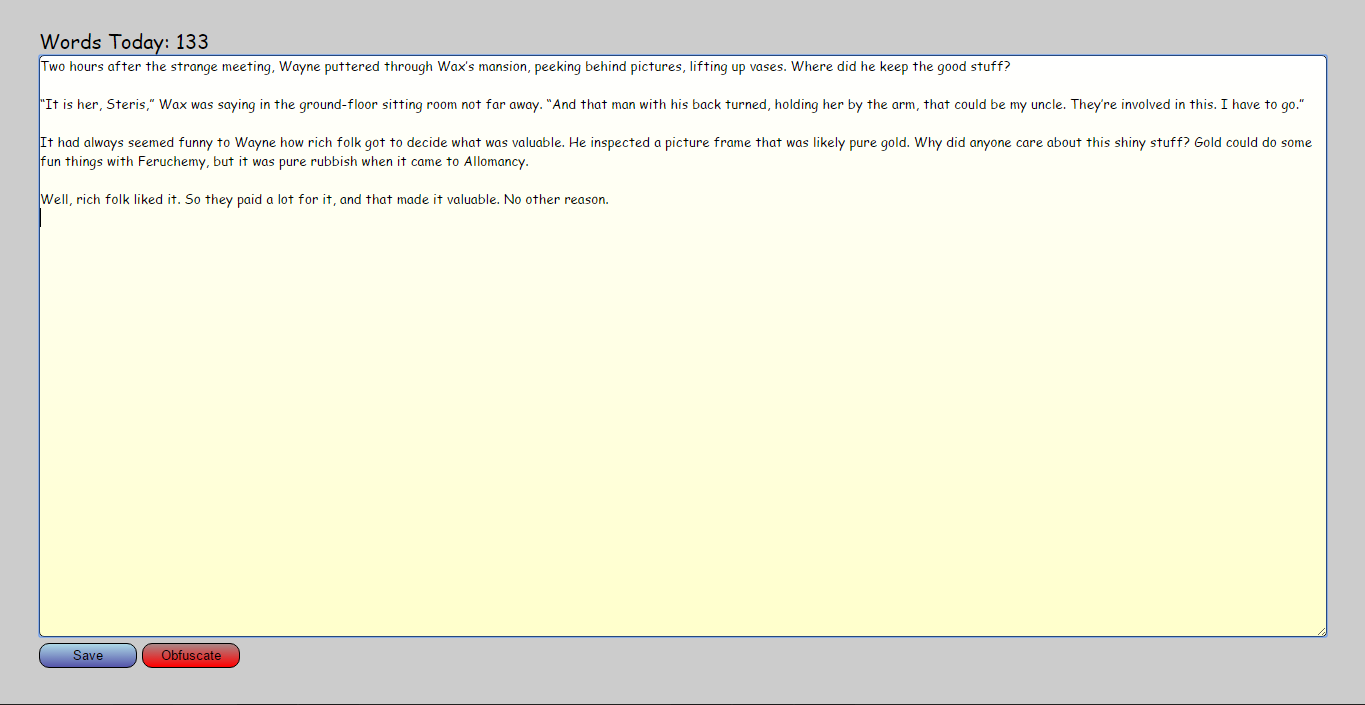 Words Today: 133
Two hours after the strange meeting, Wayne puttered through Wax's mansion, peeking behind pictures, lifting up vases. Where did he keep the good stuff?
“It is her, Steris,” Wax was saying in the ground-floor sitting room not far away. “And that man with his back turned, holding her by the arm, that could be my uncle. They’re involved in this. I have to go.”
It had always seemed funny to Wayne how rich folk got to decide what was valuable. He inspected a picture frame that was likely pure gold. Why did anyone care about this shiny stuff? Gold could do some
fun things with Feruchemy, but it was pure rubbish when it came to Allomancy.
Well, rich folk liked it. So they paid a lot for it, and that made it valuable. No other reason.
Save Obfuscate